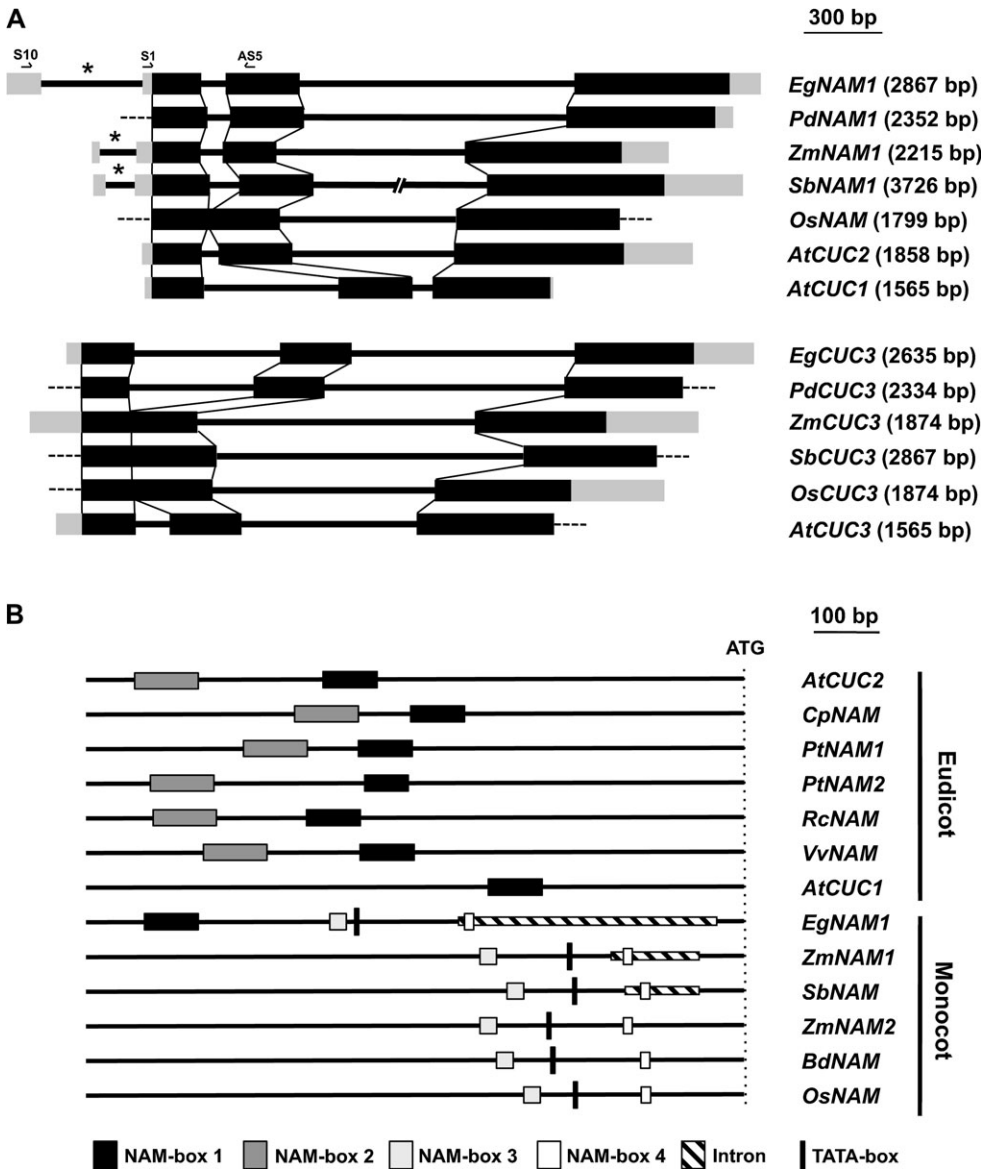 A
300 bp
S10
S1
AS5
*
EgNAM1 (2867 bp)
PdNAM1 (2352 bp)
*
ZmNAM1 (2215 bp)
*
SbNAM1 (3726 bp)
OsNAM (1799 bp)
AtCUC2 (1858 bp)
AtCUC1 (1565 bp)
EgCUC3 (2635 bp)
PdCUC3 (2334 bp)
ZmCUC3 (1874 bp)
SbCUC3 (2867 bp)
OsCUC3 (1874 bp)
AtCUC3 (1565 bp)
B
100 bp
ATG
AtCUC2
CpNAM
PtNAM1
PtNAM2
RcNAM
VvNAM
AtCUC1
Eudicot
EgNAM1
ZmNAM1
SbNAM
ZmNAM2
BdNAM
OsNAM
Monocot
NAM-box 1 NAM-box 2 NAM-box 3 NAM-box 4 Intron TATA-box